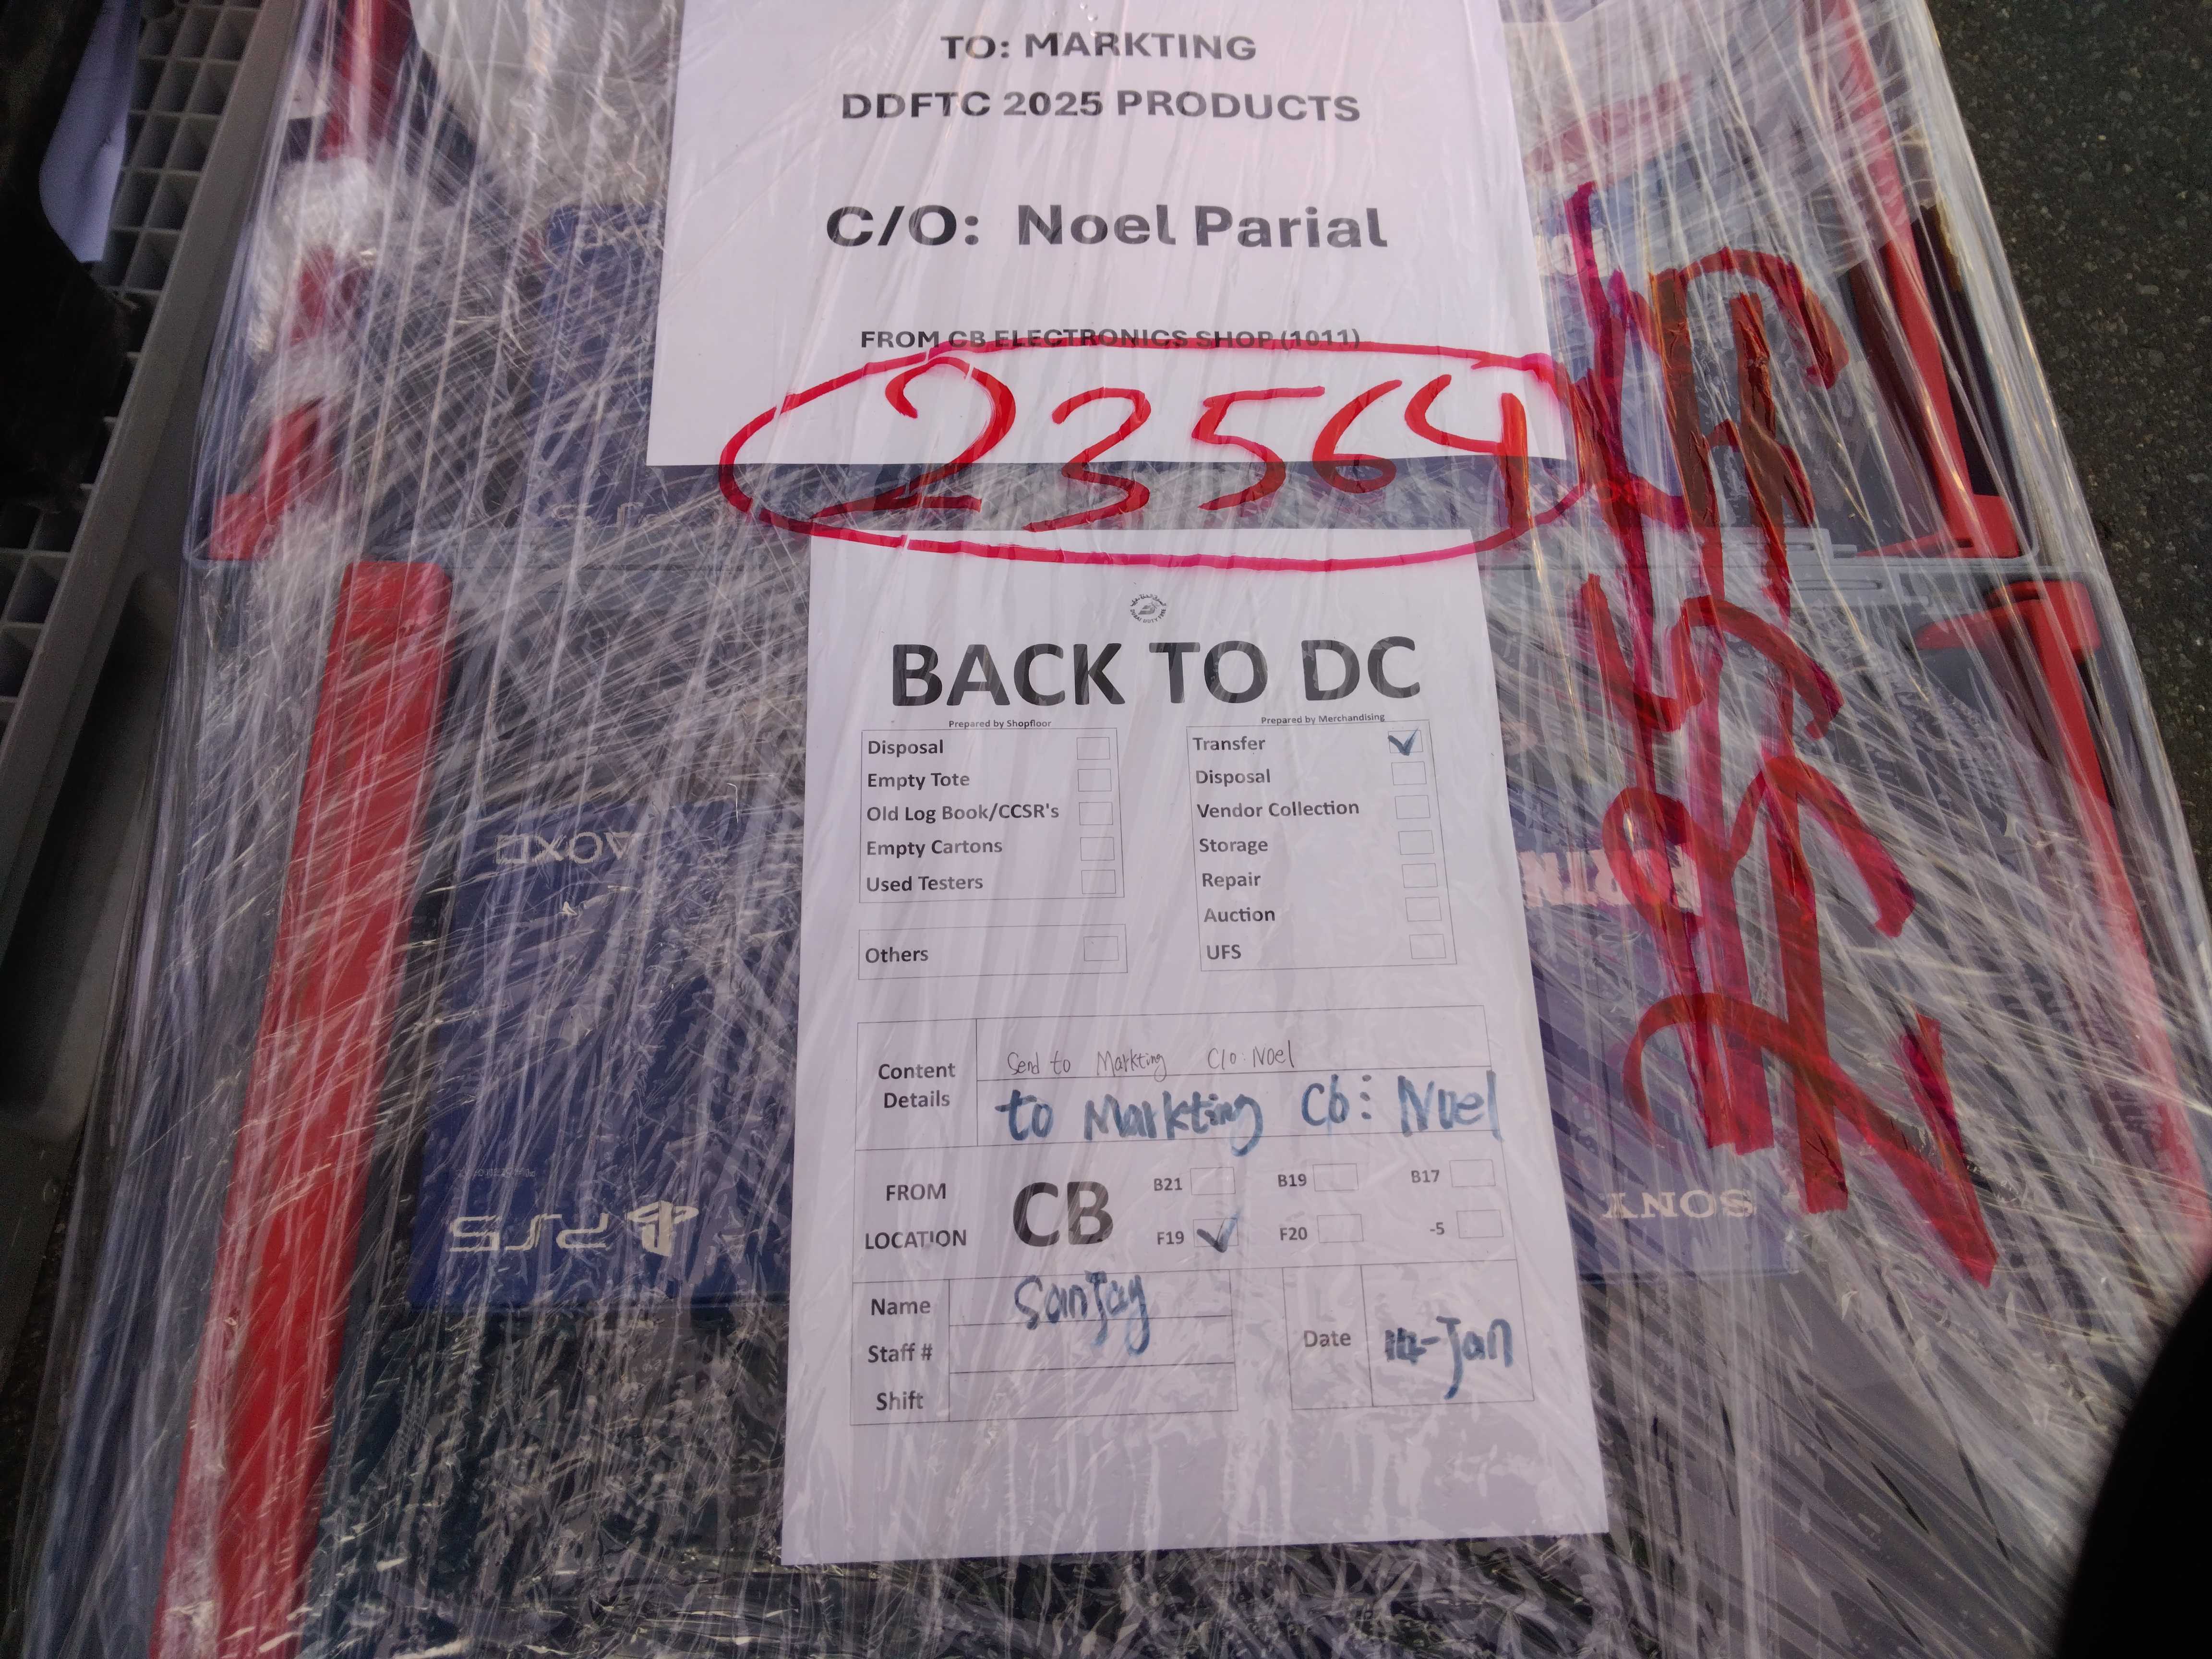 TO: MARKTING
DDFTC 2025 PRODUCTS
C/O: Noel Parial
FROM CB ELECTRONICS SHOP (1011)
23564
BACK TO DC
Prepared by Shopfloor
Disposal
Empty Tote
Old Log Book/CCSR's
Empty Cartons
Used Testers
Others
Prepared by Merchandising
Transfer
Disposal
Vendor Collection
Storage
Repair
Auction
UFS
Content Details
Send to Markting C/o: Noel
to Markting C/o: Noel
FROM LOCATION
CB
B21 B19 B17
F19 F20 -5
Name Sanjay
Staff #
Shift
Date 14-Jan
PS5
SONY